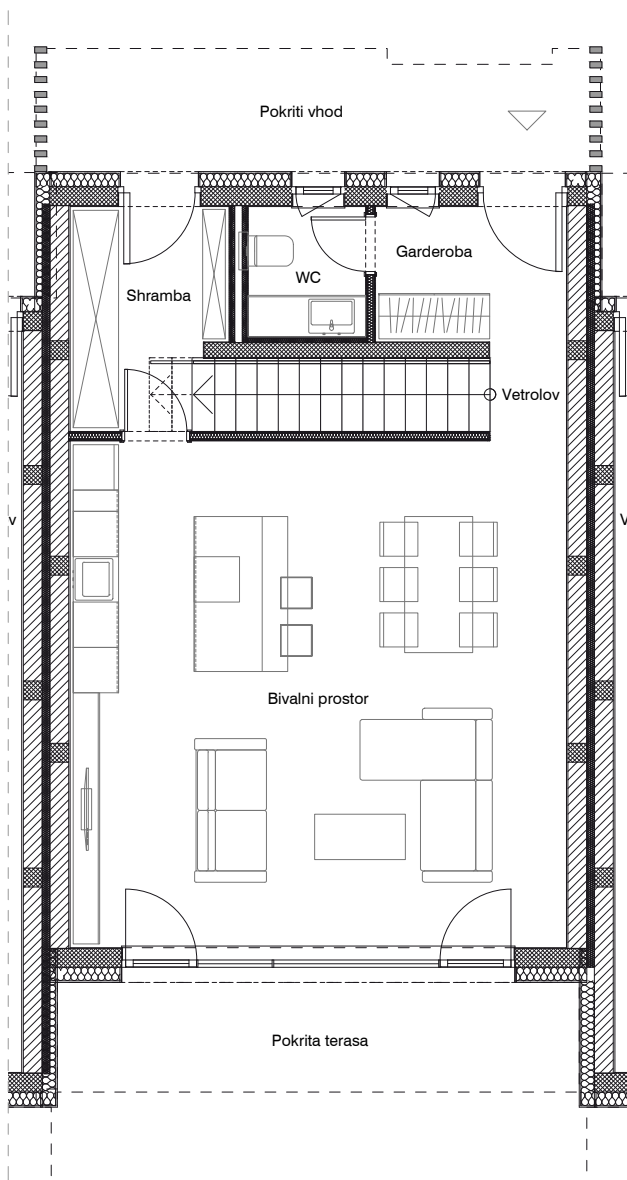 Pokriti vhod
Garderoba
WC
Shramba
Vetrolov
v
V
Bivalni prostor
Pokrita terasa